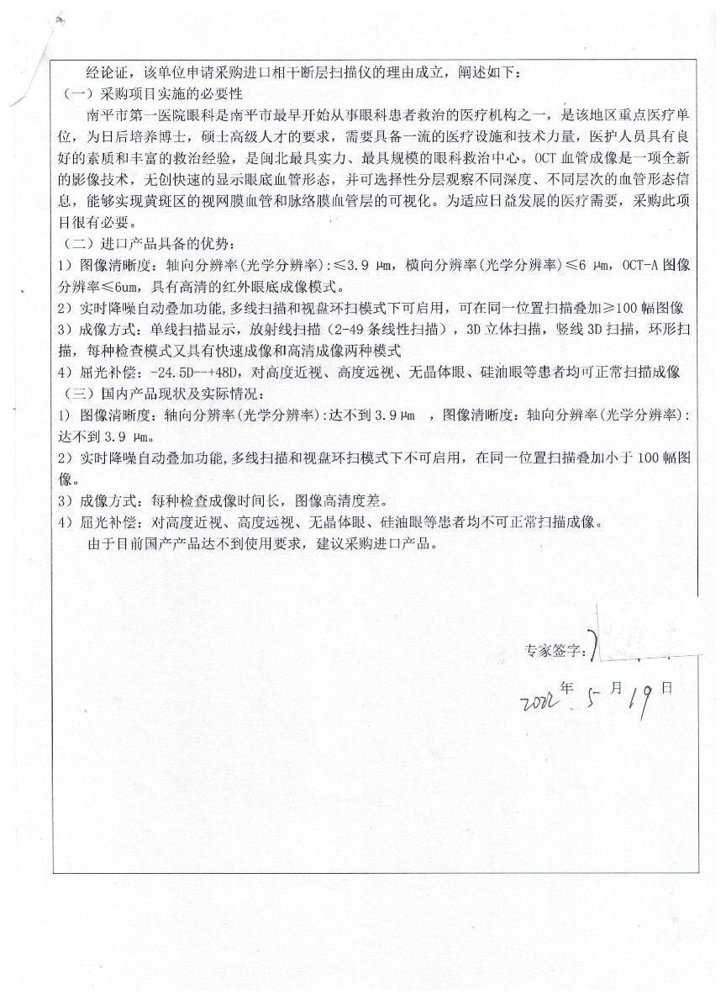 经论证，该单位申请采购进口相干断层扫描仪的理由成立，阐述如下：
（一）采购项目实施的必要性
南平市第一医院眼科是南平市最早开始从事眼科患者救治的医疗机构之一，是该地区重点医疗单
位，为日后培养博士，硕士高级人才的要求，需要具备一流的医疗设施和技术力量，医护人员具有良
好的素质和丰富的救治经验，是闽北最具实力、最具规模的眼科救治中心。OCT 血管成像是一项全新
的影像技术，无创快速的显示眼底血管形态，并可选择性分层观察不同深度、不同层次的血管形态信
息，能够实现黄斑区的视网膜血管和脉络膜血管层的可视化。为适应日益发展的医疗需要，采购此项
目很有必要。
（二）进口产品具备的优势：
1）图像清晰度：轴向分辨率(光学分辨率):≤3.9 μm，横向分辨率(光学分辨率)≤6 μm，OCT-A 图像
分辨率≤6um，具有高清的红外眼底成像模式。
2）实时降噪自动叠加功能,多线扫描和视盘环扫模式下可启用，可在同一位置扫描叠加≥100 幅图像
3）成像方式：单线扫描显示，放射线扫描（2-49 条线性扫描），3D 立体扫描，竖线 3D 扫描，环形扫
描，每种检查模式又具有快速成像和高清成像两种模式
4）屈光补偿：-24.5D--+48D，对高度近视、高度远视、无晶体眼、硅油眼等患者均可正常扫描成像
（三）国内产品现状及实际情况：
1） 图像清晰度：轴向分辨率(光学分辨率):达不到 3.9 μm ，图像清晰度：轴向分辨率(光学分辨率):
达不到 3.9 μm。
2）实时降噪自动叠加功能,多线扫描和视盘环扫模式下不可启用，在同一位置扫描叠加小于 100 幅图
像。
3）成像方式：每种检查成像时间长，图像高清度差。
4）屈光补偿：对高度近视、高度远视、无晶体眼、硅油眼等患者均不可正常扫描成像。
由于目前国产产品达不到使用要求，建议采购进口产品。
专家签字：
2022 年 5 月 19 日